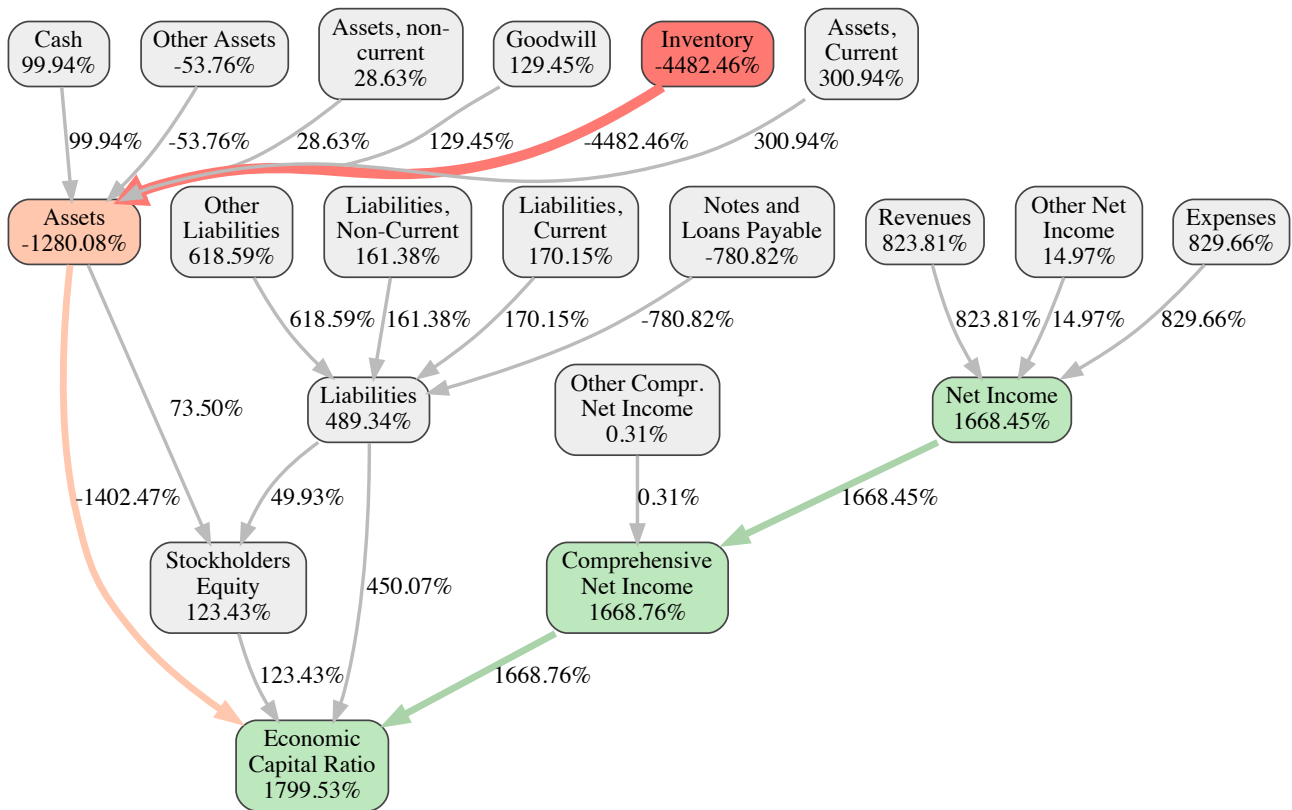 Cash
99.94%
Other Assets
-53.76%
Assets, non-
current
28.63%
Goodwill
129.45%
Inventory
-4482.46%
Assets,
Current
300.94%
99.94%
-53.76%
28.63%
129.45%
-4482.46%
300.94%
Assets
-1280.08%
Other
Liabilities
618.59%
Liabilities,
Non-Current
161.38%
Liabilities,
Current
170.15%
Notes and
Loans Payable
-780.82%
Revenues
823.81%
Other Net
Income
14.97%
Expenses
829.66%
618.59%
161.38%
170.15%
-780.82%
823.81%
14.97%
829.66%
73.50%
Liabilities
489.34%
Other Compr.
Net Income
0.31%
Net Income
1668.45%
-1402.47%
49.93%
0.31%
1668.45%
Stockholders
Equity
123.43%
450.07%
Comprehensive
Net Income
1668.76%
123.43%
1668.76%
Economic
Capital Ratio
1799.53%